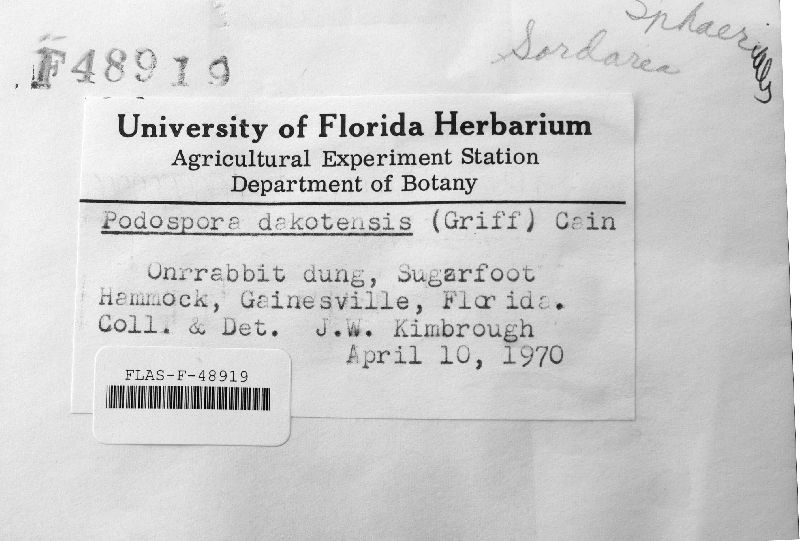 Sphaeriales
Sordarea
F48919
University of Florida Herbarium
Agricultural Experiment Station
Department of Botany
Podospora dakotensis (Griff) Cain
Onrrabbit dung, Sugarfoot
Hammock, Gainesville, Florida.
Coll. & Det. J.W. Kimbrough
April 10, 1970
FLAS-F-48919